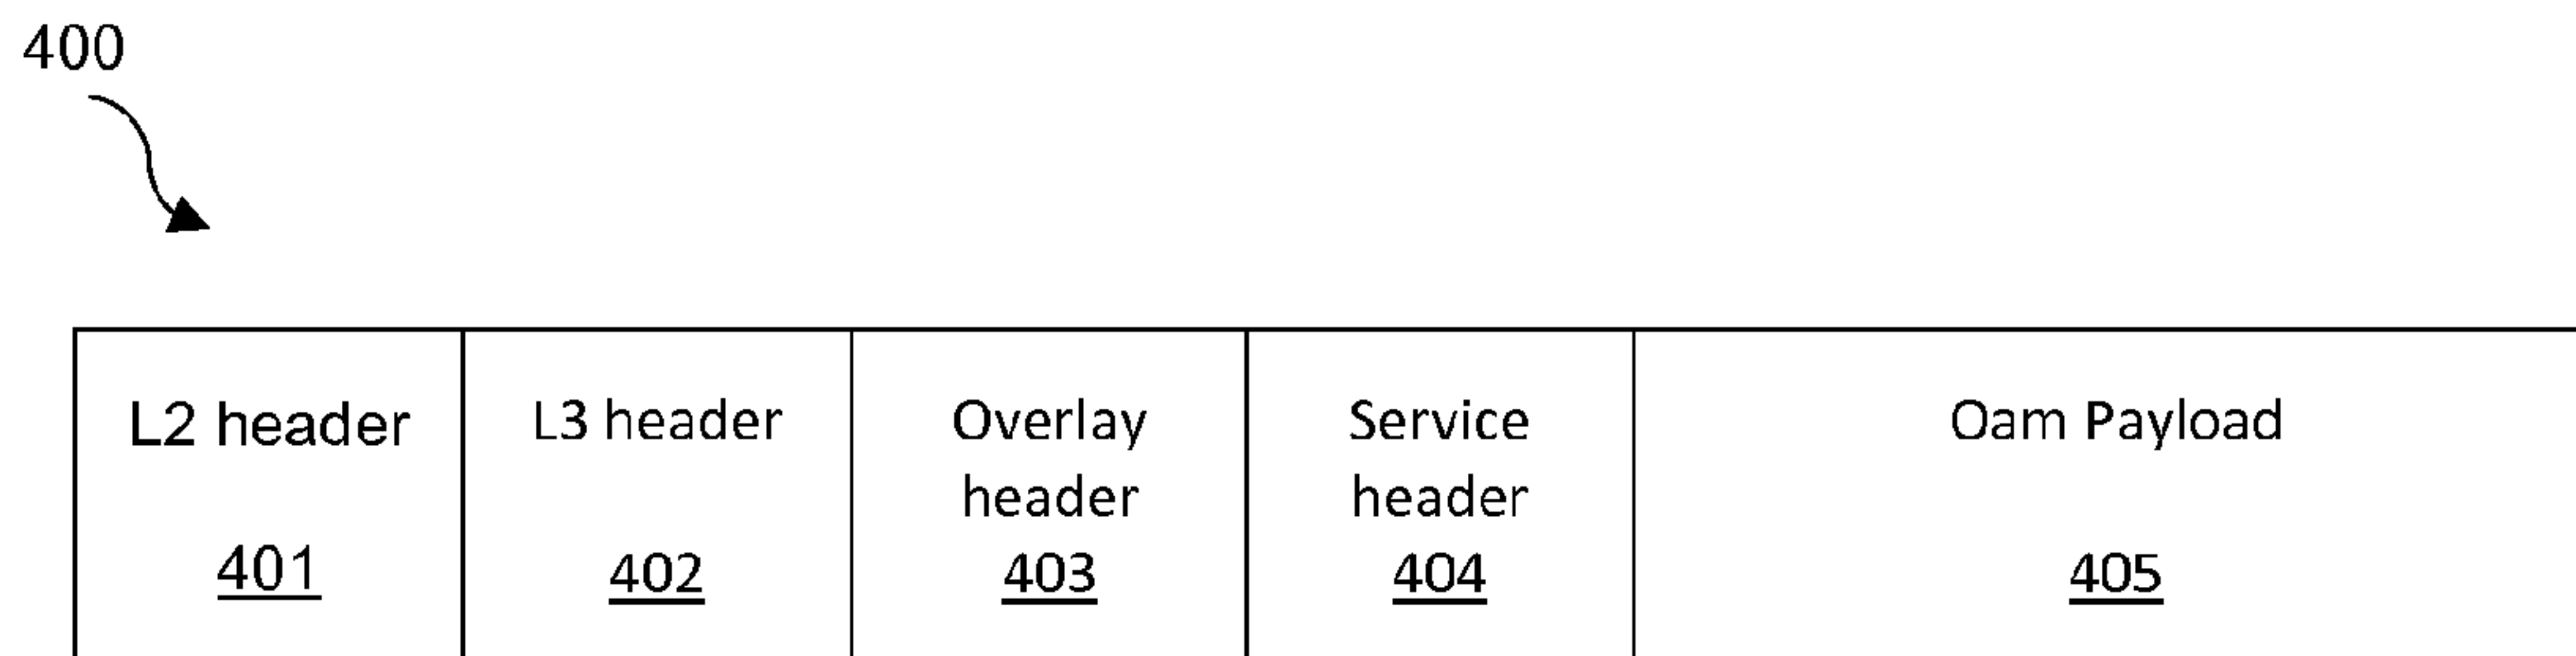 400
L2 header
401
L3 header
402
Overlay
header
403
Service
header
404
Oam Payload
405